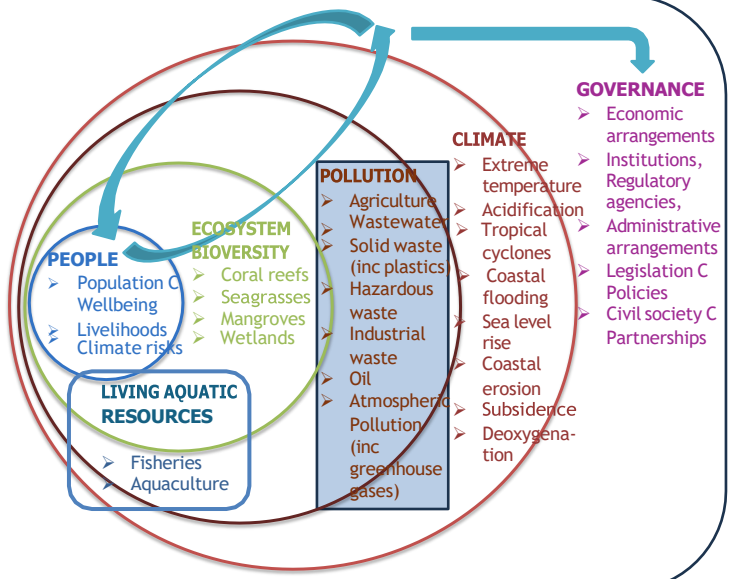 GOVERNANCE
Economic
arrangements
Institutions,
Regulatory
agencies,
Administrative
arrangements
Legislation C
Policies
Civil society C
Partnerships
CLIMATE
Extreme
temperature
Acidification
Tropical
cyclones
Coastal
flooding
Sea level
rise
Coastal
erosion
Subsidence
Deoxygena-
tion
POLLUTION
Agriculture
Wastewater
Solid waste
(inc plastics)
Hazardous
waste
Industrial
waste
Oil
Atmospheric
Pollution
(inc
greenhouse
gases)
ECOSYSTEM
BIOVERSITY
Coral reefs
Seagrasses
Mangroves
Wetlands
PEOPLE
Population C
Wellbeing
Livelihoods
Climate risks
LIVING AQUATIC
RESOURCES
Fisheries
Aquaculture